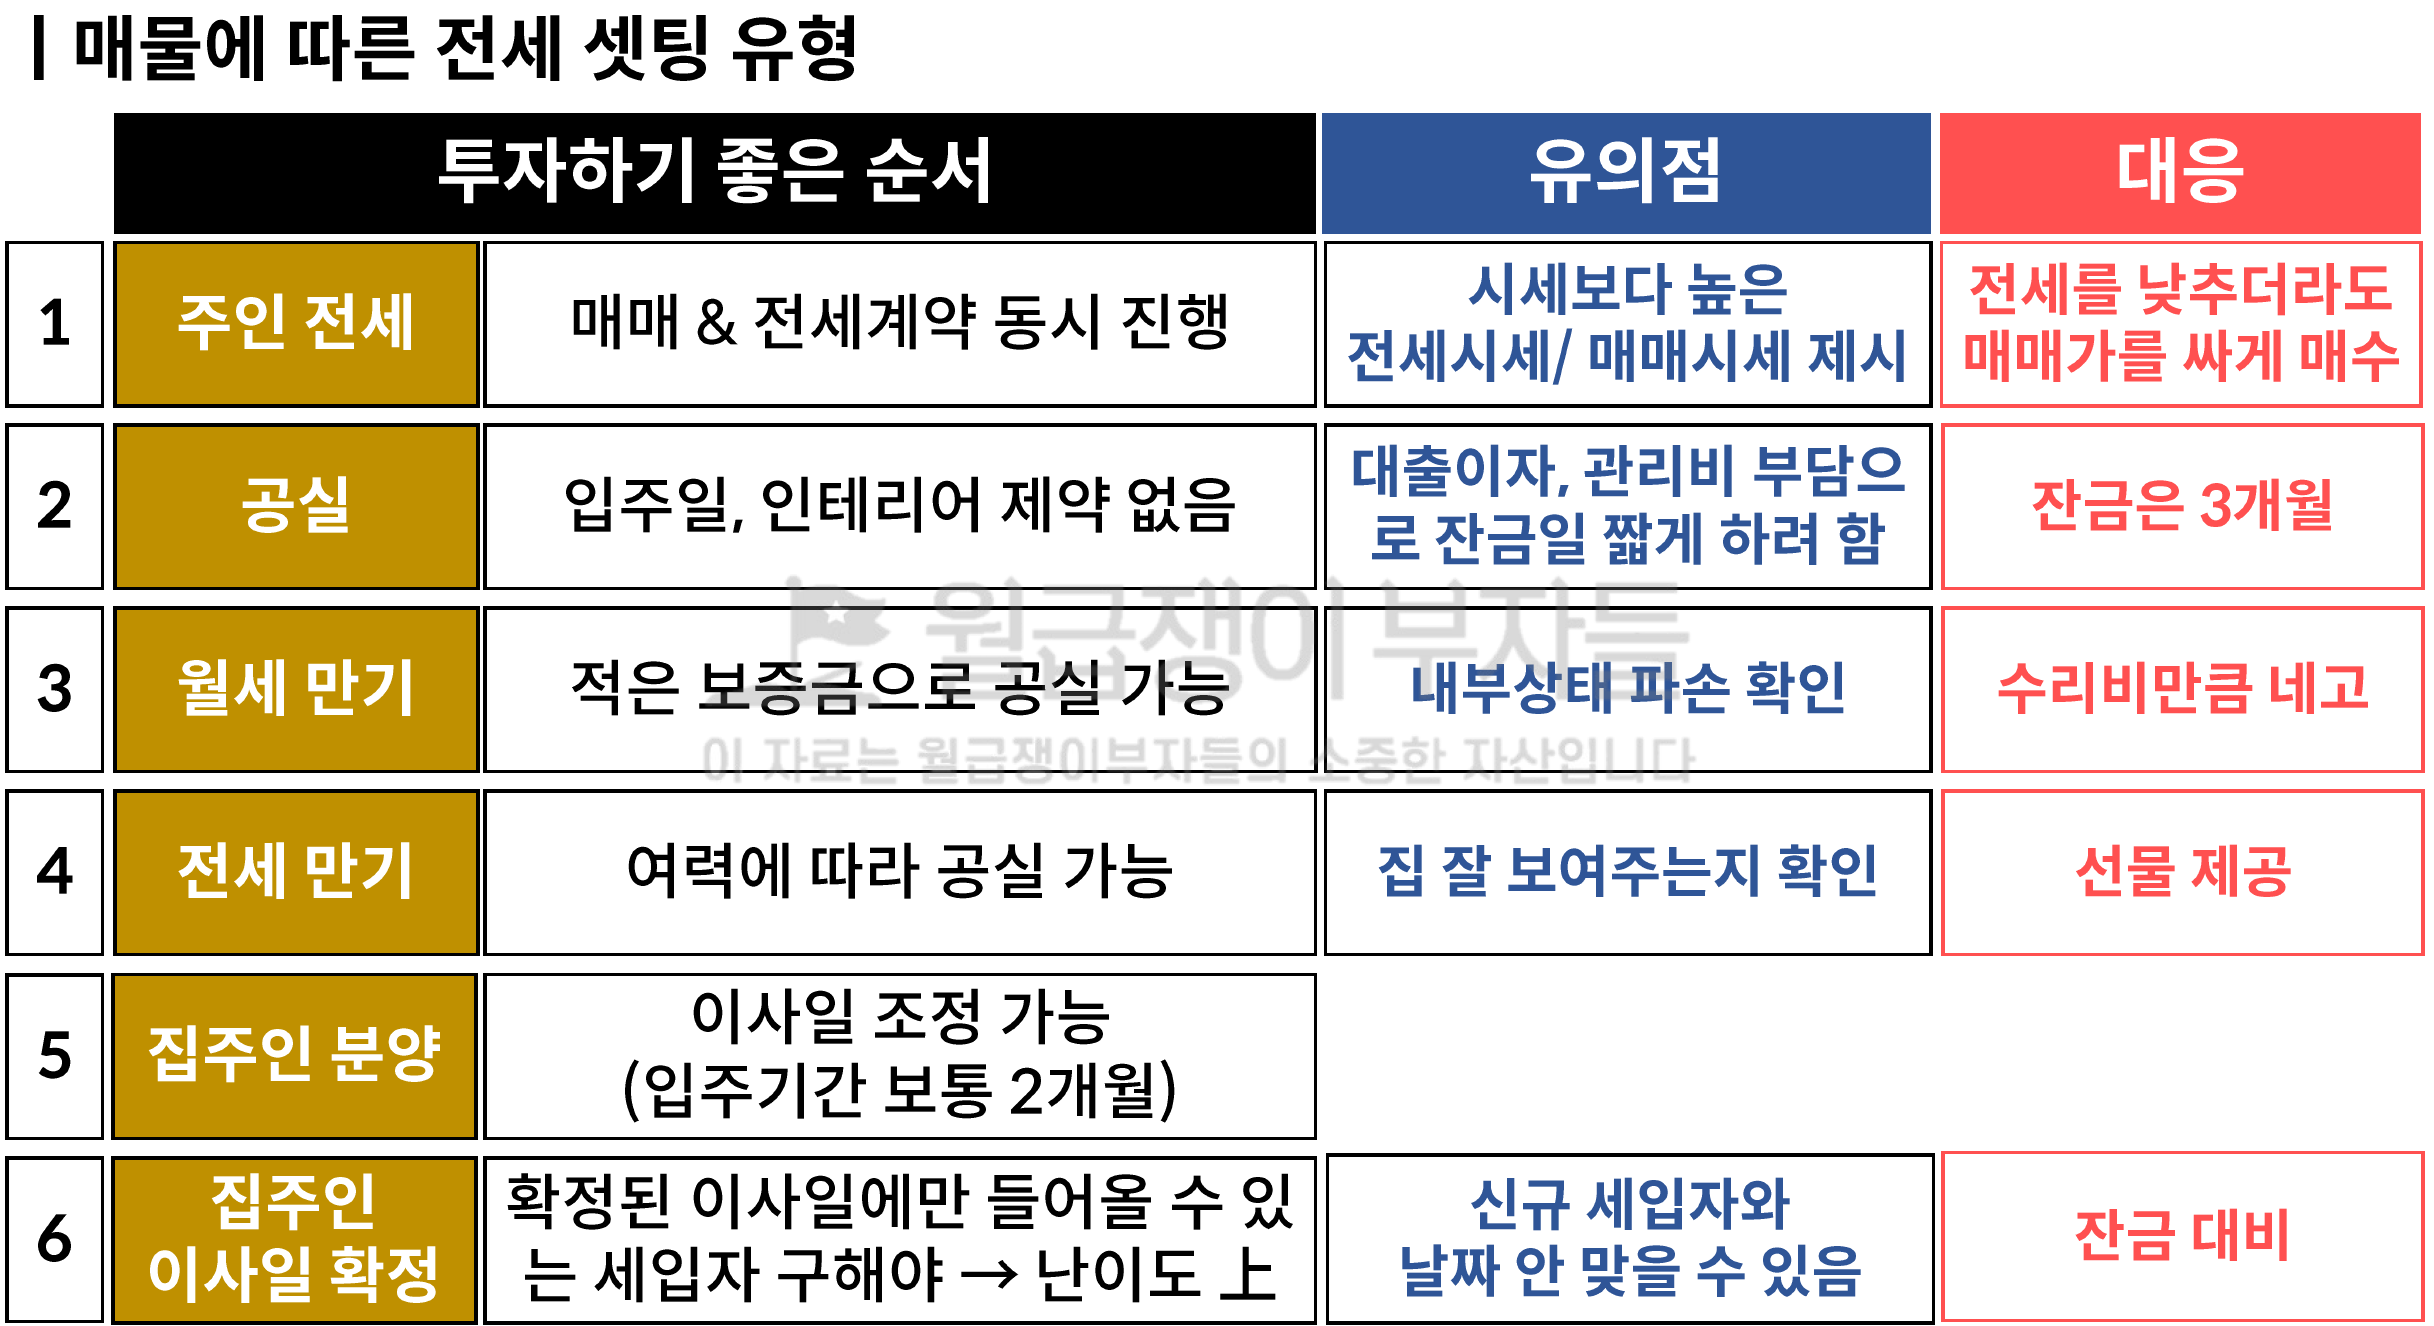 | 매물에 따른 전세 셋팅 유형
투자하기 좋은 순서
유의점
대응
1
주인 전세
매매 & 전세계약 동시 진행
시세보다 높은
전세시세/ 매매시세 제시
전세를 낮추더라도
매매가를 싸게 매수
2
공실
입주일, 인테리어 제약 없음
대출이자, 관리비 부담으
로 잔금일 짧게 하려 함
잔금은 3개월
3
월세 만기
적은 보증금으로 공실 가능
내부상태 파손 확인
수리비만큼 네고
월급쟁이 부자들
이 자료는 월급쟁이부자들의 소중한 자산입니다
4
전세 만기
여력에 따라 공실 가능
집 잘 보여주는지 확인
선물 제공
5
집주인 분양
이사일 조정 가능
(입주기간 보통 2개월)
6
집주인
이사일 확정
확정된 이사일에만 들어올 수 있
는 세입자 구해야 → 난이도 上
신규 세입자와
날짜 안 맞을 수 있음
잔금 대비